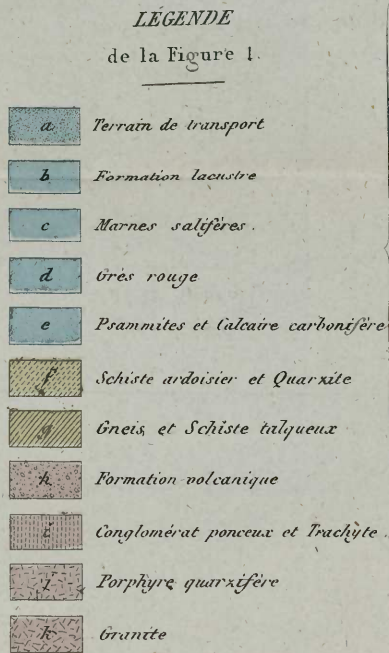 LÉGENDE
de la Figure 1.
a Terrain de transport
b Formation lacustre
c Marnes salifères.
d Grès rouge
e Psammites et Calcaire carbonifère
f Schiste ardoisier et Quarzite
g Gneis et Schiste talqueux
h Formation volcanique
i Conglomérat ponceux et Trachyte.
j Porphyre quarzifère
k Granite